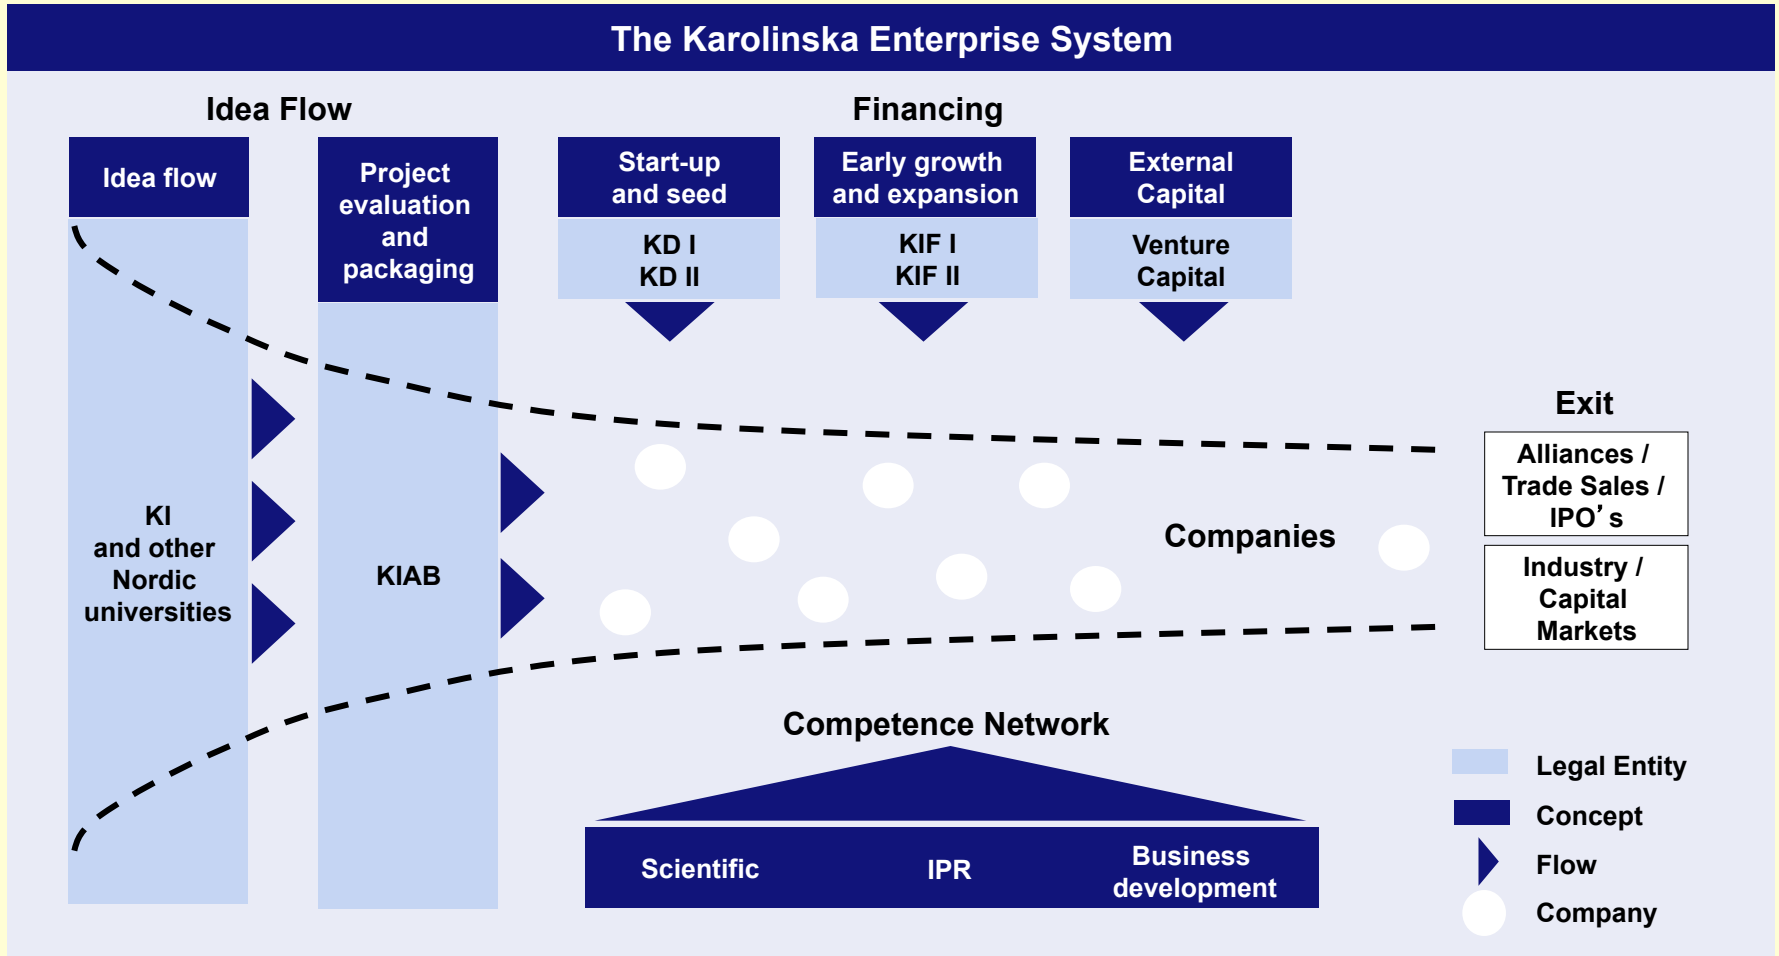 The Karolinska Enterprise System
Idea Flow
Financing
Idea flow
Project
evaluation
and
packaging
Start-up
and seed
Early growth
and expansion
External
Capital
KD I
KD II
KIF I
KIF II
Venture
Capital
KI
and other
Nordic
universities
KIAB
Companies
Exit
Alliances /
Trade Sales /
IPO’s
Industry /
Capital
Markets
Competence Network
Scientific
IPR
Business
development
Legal Entity
Concept
Flow
Company